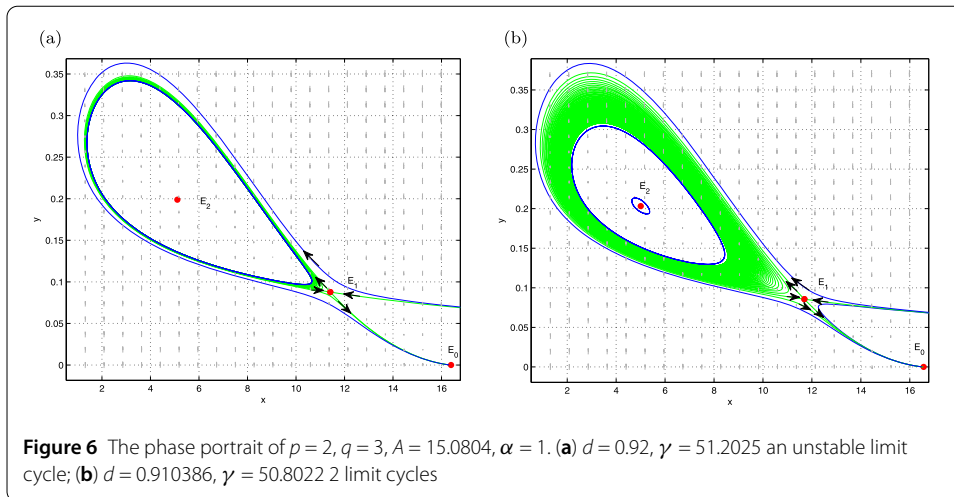 (a)
(b)
0.35
0.3
0.25
0.2
0.15
0.1
0.05
0
y
2
4
6
8
10
12
14
16
x
E2
E1
E0
0.35
0.3
0.25
0.2
0.15
0.1
0.05
0
y
2
4
6
8
10
12
14
16
x
E2
E1
E0
Figure 6 The phase portrait of p = 2, q = 3, A = 15.0804, α = 1. (a) d = 0.92, γ = 51.2025 an unstable limit
cycle; (b) d = 0.910386, γ = 50.8022 2 limit cycles